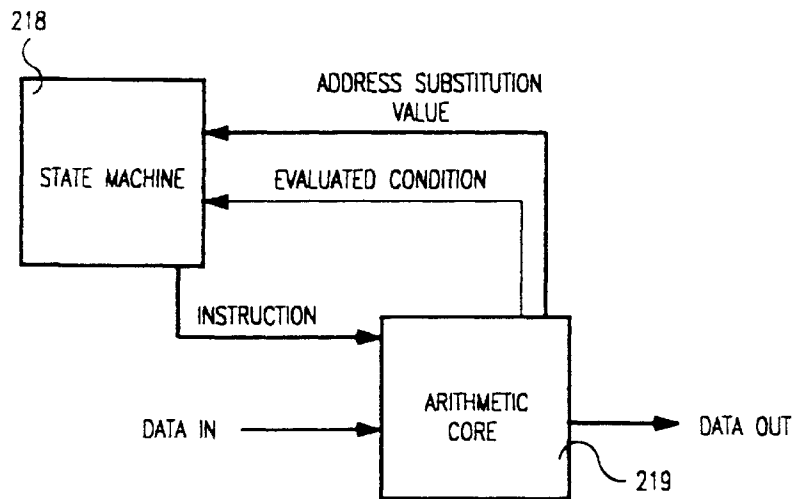 218
ADDRESS SUBSTITUTION
VALUE
STATE MACHINE
EVALUATED CONDITION
INSTRUCTION
ARITHMETIC
CORE
DATA IN
DATA OUT
219